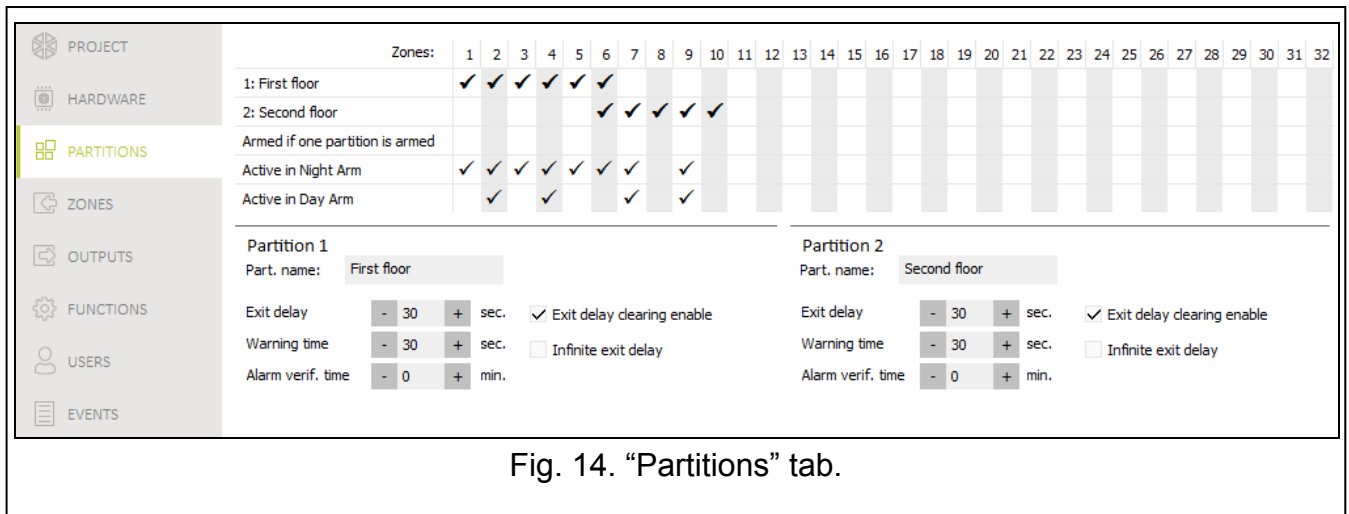 PROJECT
HARDWARE
PARTITIONS
ZONES
OUTPUTS
FUNCTIONS
USERS
EVENTS
Zones: 1 2 3 4 5 6 7 8 9 10 11 12 13 14 15 16 17 18 19 20 21 22 23 24 25 26 27 28 29 30 31 32
1: First floor ✓ ✓ ✓ ✓ ✓ ✓
2: Second floor ✓ ✓ ✓ ✓ ✓
Armed if one partition is armed
Active in Night Arm ✓ ✓ ✓ ✓ ✓ ✓ ✓ ✓
Active in Day Arm ✓ ✓ ✓ ✓
Partition 1
Part. name: First floor
Exit delay - 30 + sec. ✓ Exit delay clearing enable
Warning time - 30 + sec. Infinite exit delay
Alarm verif. time - 0 + min.
Partition 2
Part. name: Second floor
Exit delay - 30 + sec. ✓ Exit delay clearing enable
Warning time - 30 + sec. Infinite exit delay
Alarm verif. time - 0 + min.
Fig. 14. “Partitions” tab.